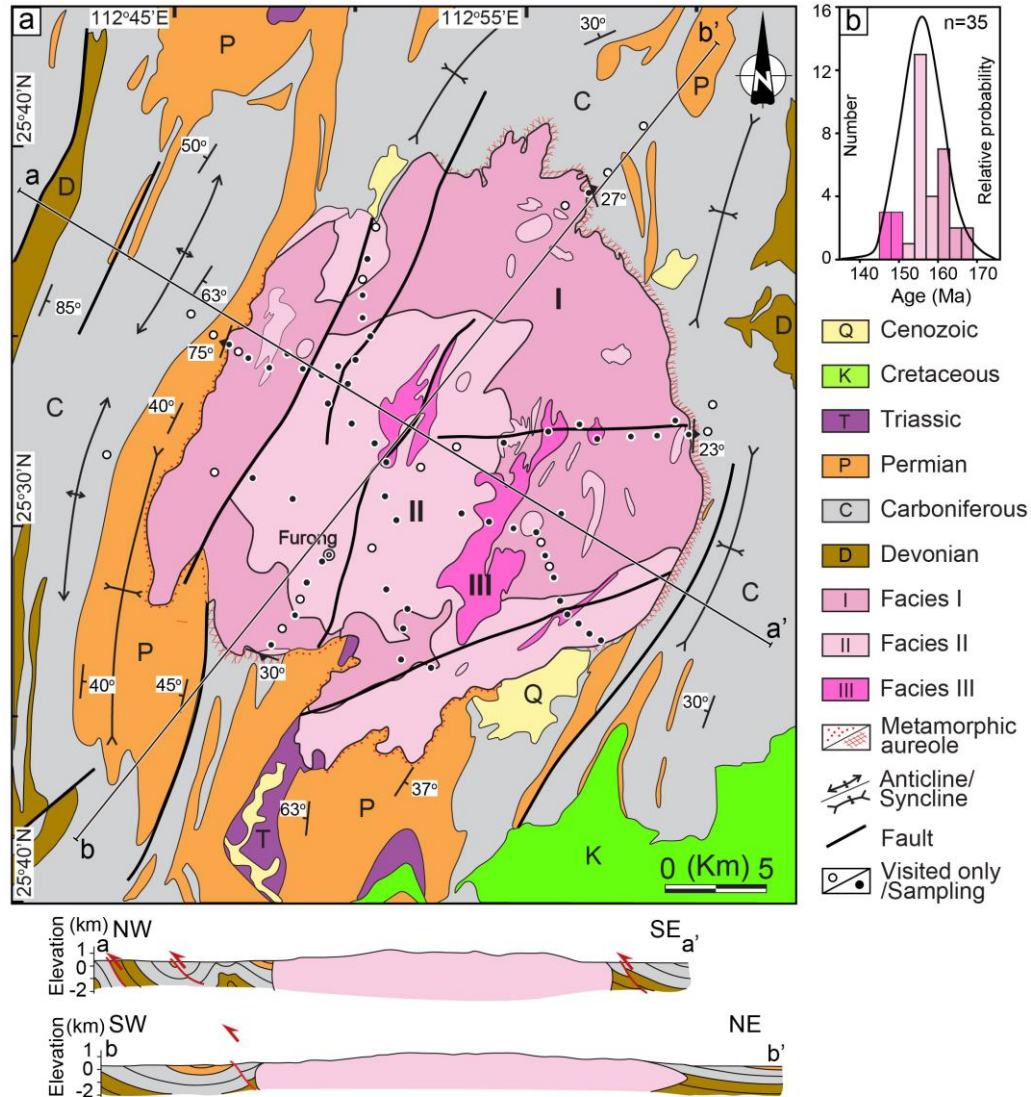 a
112°45'E
112°55'E
30°
b'
P
P
N
25°40'N
C
50°
D
a
27°
I
63°
85°
D
75°
C
40°
23°
25°30'N
II
Furong
III
C
a'
P
30°
Q
40°
45°
30°
37°
63°
P
T
K
b
25°40'N
0 (Km) 5
b
n=35
16
12
8
4
0
Number
Relative probability
140 150 160 170
Age (Ma)
Q Cenozoic
K Cretaceous
T Triassic
P Permian
C Carboniferous
D Devonian
I Facies I
II Facies II
III Facies III
Metamorphic
aureole
Anticline/
Syncline
Fault
Visited only
/Sampling
Elevation (km)
1
0
-2
a
NW
SE
a'
Elevation (km)
1
0
-2
b
SW
NE
b'